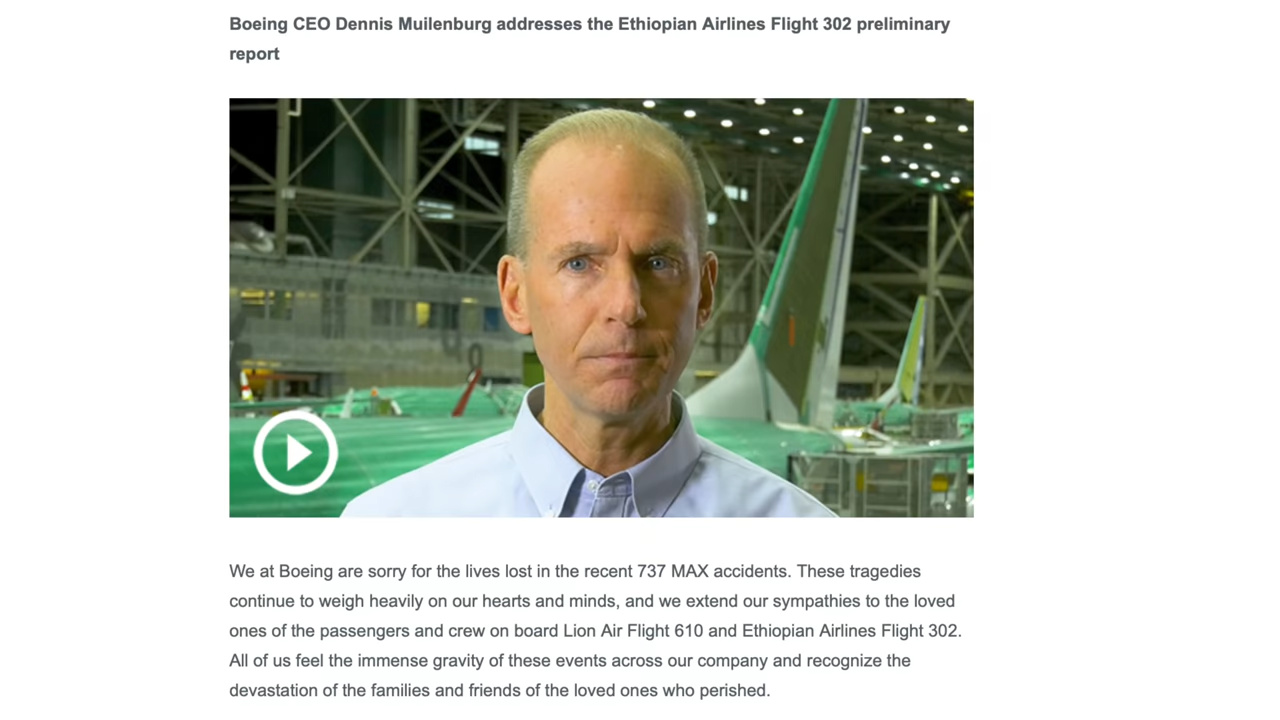 Boeing CEO Dennis Muilenburg addresses the Ethiopian Airlines Flight 302 preliminary
report
We at Boeing are sorry for the lives lost in the recent 737 MAX accidents. These tragedies
continue to weigh heavily on our hearts and minds, and we extend our sympathies to the loved
ones of the passengers and crew on board Lion Air Flight 610 and Ethiopian Airlines Flight 302.
All of us feel the immense gravity of these events across our company and recognize the
devastation of the families and friends of the loved ones who perished.